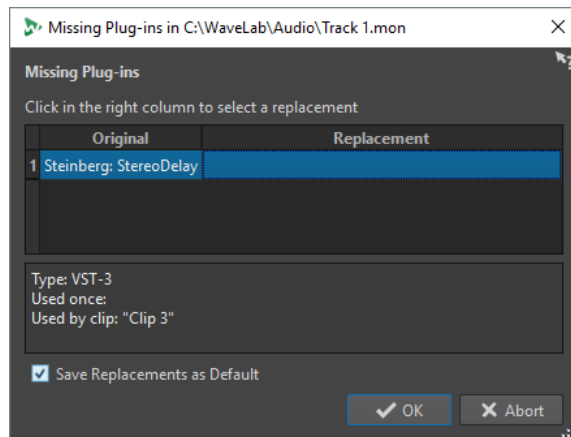 Missing Plug-ins in C:\WaveLab\Audio\Track 1.mon
Missing Plug-ins
Click in the right column to select a replacement
Original Replacement
1 Steinberg: StereoDelay
Type: VST-3
Used once:
Used by clip: "Clip 3"
Save Replacements as Default
OK Abort